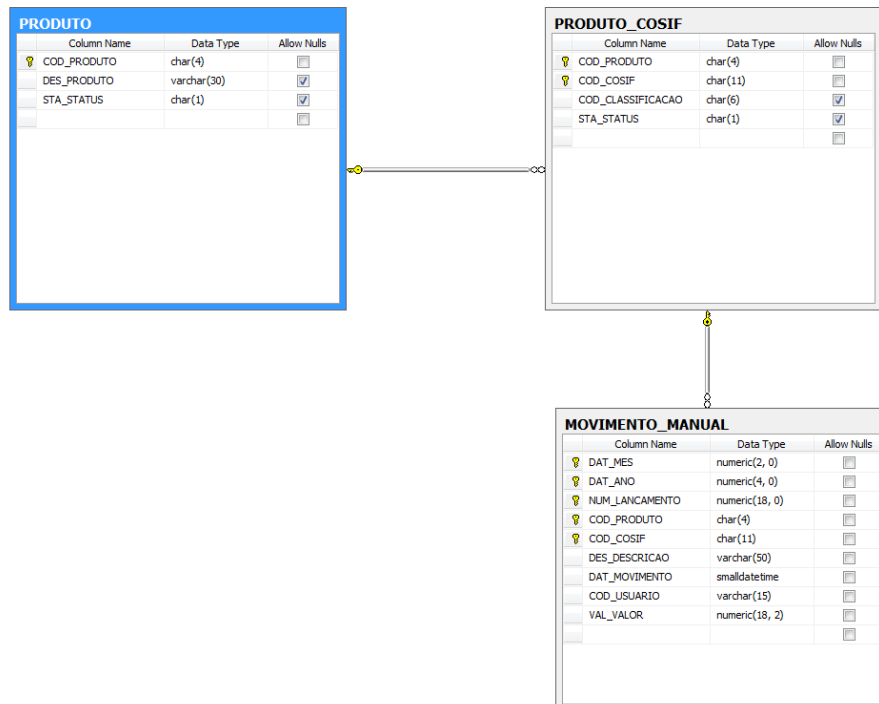 PRODUTO
Column Name Data Type Allow Nulls
COD_PRODUTO char(4)
DES_PRODUTO varchar(30)
STA_STATUS char(1)
PRODUTO_COSIF
Column Name Data Type Allow Nulls
COD_PRODUTO char(4)
COD_COSIF char(11)
COD_CLASSIFICACAO char(6)
STA_STATUS char(1)
MOVIMENTO_MANUAL
Column Name Data Type Allow Nulls
DAT_MES numeric(2, 0)
DAT_ANO numeric(4, 0)
NUM_LANCAMENTO numeric(18, 0)
COD_PRODUTO char(4)
COD_COSIF char(11)
DES_DESCRICAO varchar(50)
DAT_MOVIMENTO smalldatetime
COD_USUARIO varchar(15)
VAL_VALOR numeric(18, 2)